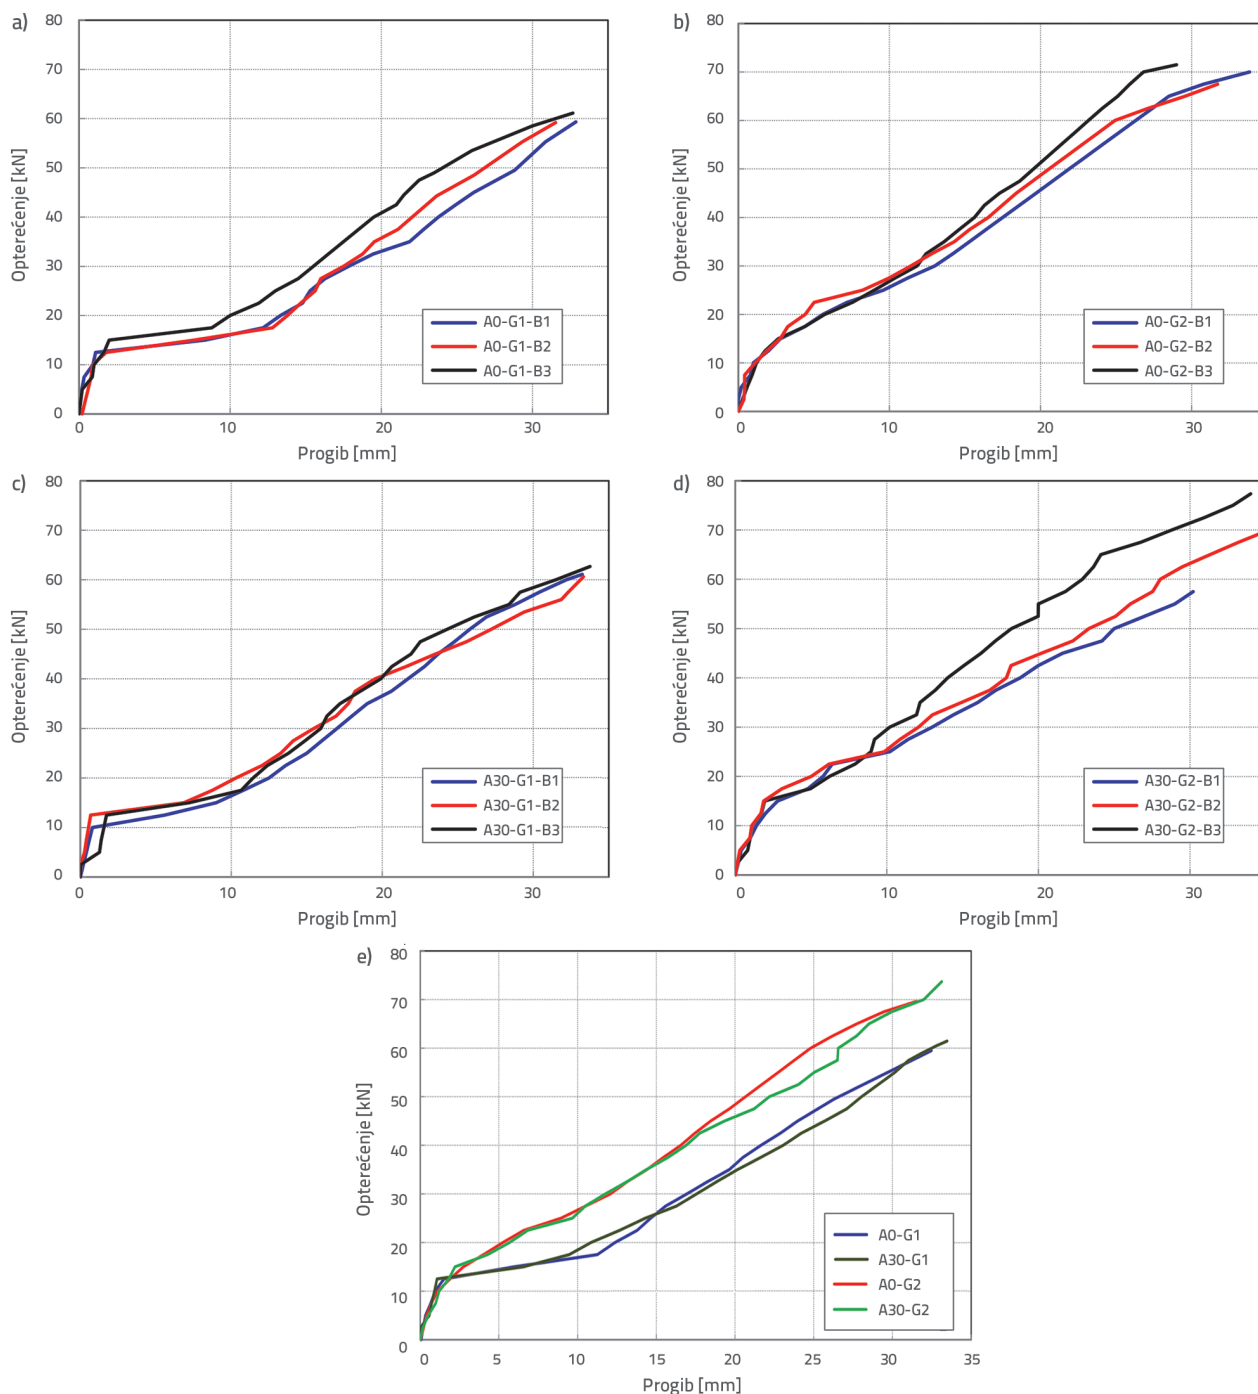 a)
80
70
60
50
40
30
20
10
0
Opterećenje [kN]
0 10 20 30
Progib [mm]
A0-G1-B1
A0-G1-B2
A0-G1-B3
b)
80
70
60
50
40
30
20
10
0
Opterećenje [kN]
0 10 20 30
Progib [mm]
A0-G2-B1
A0-G2-B2
A0-G2-B3
c)
80
70
60
50
40
30
20
10
0
Opterećenje [kN]
0 10 20 30
Progib [mm]
A30-G1-B1
A30-G1-B2
A30-G1-B3
d)
80
70
60
50
40
30
20
10
0
Opterećenje [kN]
0 10 20 30
Progib [mm]
A30-G2-B1
A30-G2-B2
A30-G2-B3
e)
80
70
60
50
40
30
20
10
0
Opterećenje [kN]
0 5 10 15 20 25 30 35
Progib [mm]
A0-G1
A30-G1
A0-G2
A30-G2